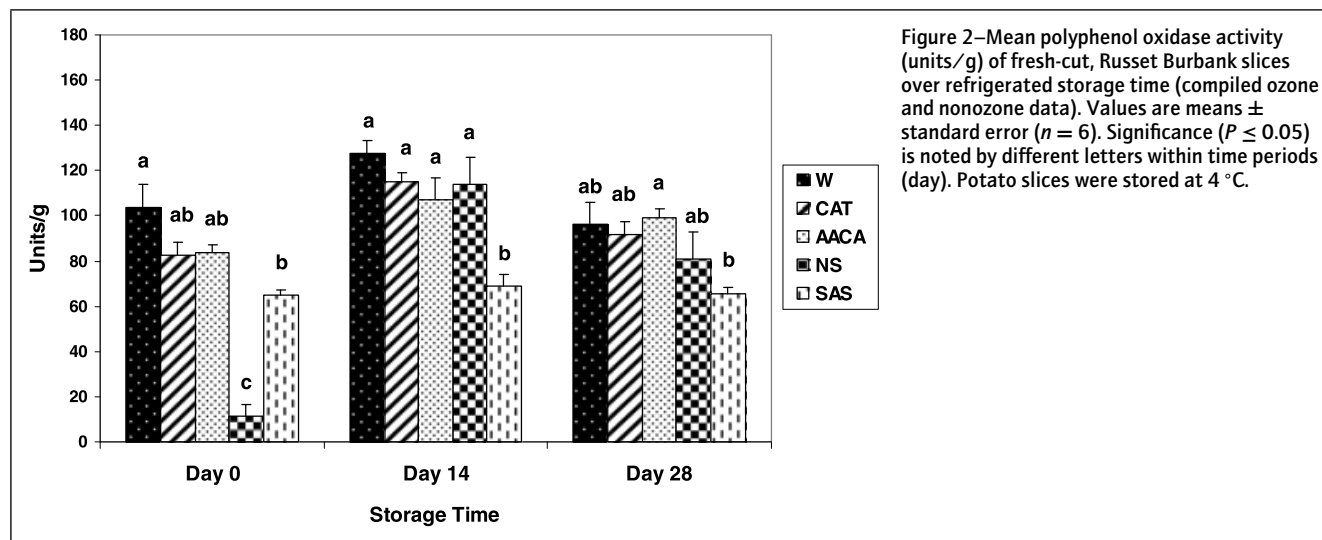 180
160
140
120
100
80
60
40
20
0
Units/g
a
ab
ab
c
b
a
a
a
a
b
ab
ab
a
ab
b
Day 0
Day 14
Day 28
Storage Time
W
CAT
AACA
NS
SAS
Figure 2–Mean polyphenol oxidase activity
(units/g) of fresh-cut, Russet Burbank slices
over refrigerated storage time (compiled ozone
and nonozone data). Values are means ±
standard error (n = 6). Significance (P ≤ 0.05)
is noted by different letters within time periods
(day). Potato slices were stored at 4 °C.